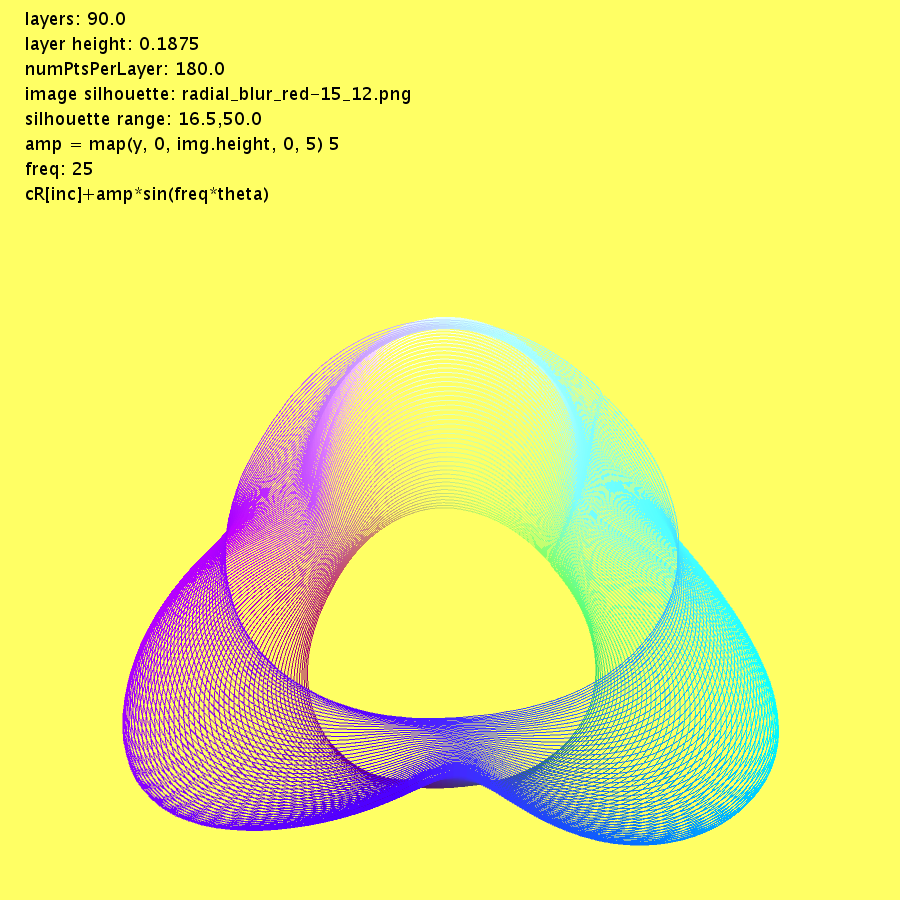 layers: 90.0
layer height: 0.1875
numPtsPerLayer: 180.0
image silhouette: radial_blur_red-15_12.png
silhouette range: 16.5,50.0
amp = map(y, 0, img.height, 0, 5) 5
freq: 25
cR[inc]+amp*sin(freq*theta)